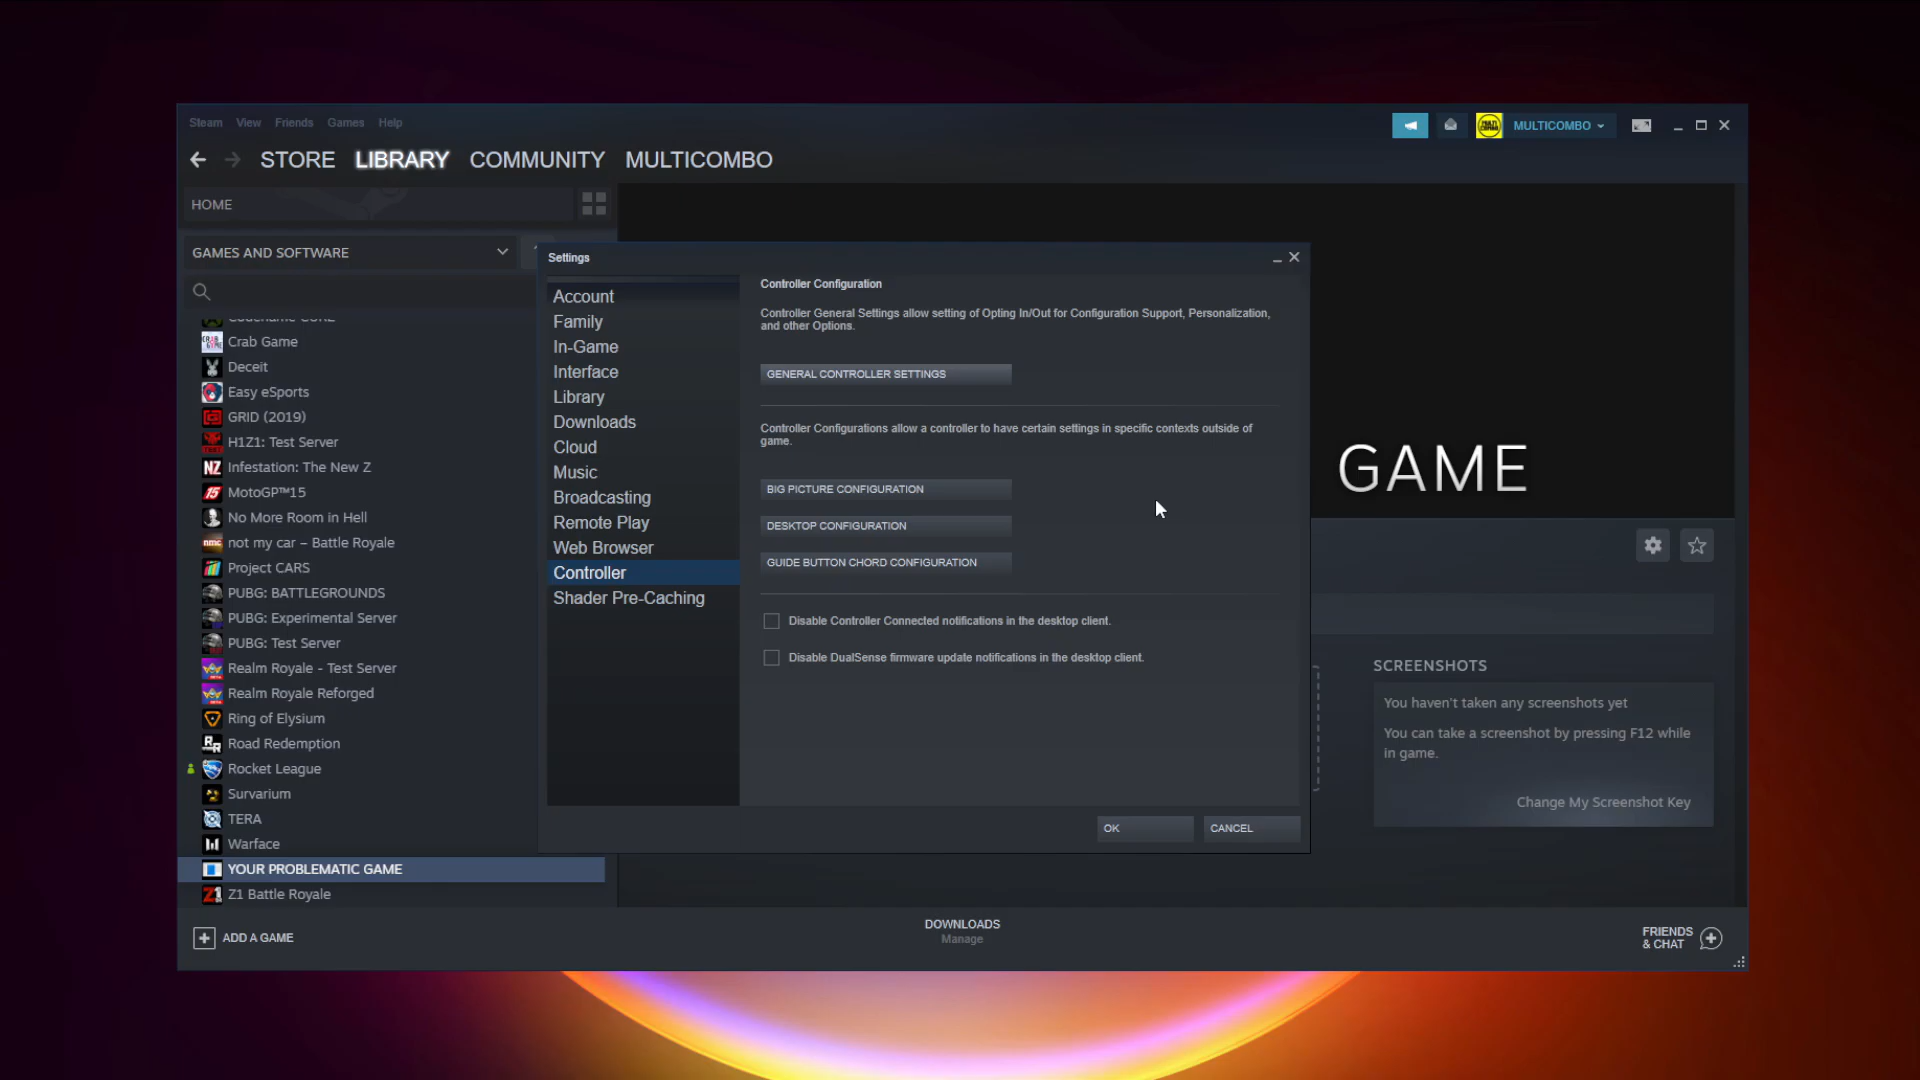 Steam View Friends Games Help
MULTICOMBO
STORE LIBRARY COMMUNITY MULTICOMBO
HOME
GAMES AND SOFTWARE
Crab Game
Deceit
Easy eSports
GRID (2019)
H1Z1: Test Server
Infestation: The New Z
MotoGP™15
No More Room in Hell
not my car – Battle Royale
Project CARS
PUBG: BATTLEGROUNDS
PUBG: Experimental Server
PUBG: Test Server
Realm Royale - Test Server
Realm Royale Reforged
Ring of Elysium
Road Redemption
Rocket League
Survarium
TERA
Warface
YOUR PROBLEMATIC GAME
Z1 Battle Royale
Settings
Account
Family
In-Game
Interface
Library
Downloads
Cloud
Music
Broadcasting
Remote Play
Web Browser
Controller
Shader Pre-Caching
Controller Configuration
Controller General Settings allow setting of Opting In/Out for Configuration Support, Personalization,
and other Options.
GENERAL CONTROLLER SETTINGS
Controller Configurations allow a controller to have certain settings in specific contexts outside of
game.
BIG PICTURE CONFIGURATION
DESKTOP CONFIGURATION
GUIDE BUTTON CHORD CONFIGURATION
Disable Controller Connected notifications in the desktop client.
Disable DualSense firmware update notifications in the desktop client.
OK CANCEL
GAME
SCREENSHOTS
You haven't taken any screenshots yet
You can take a screenshot by pressing F12 while
in game.
Change My Screenshot Key
ADD A GAME
DOWNLOADS
Manage
FRIENDS
& CHAT